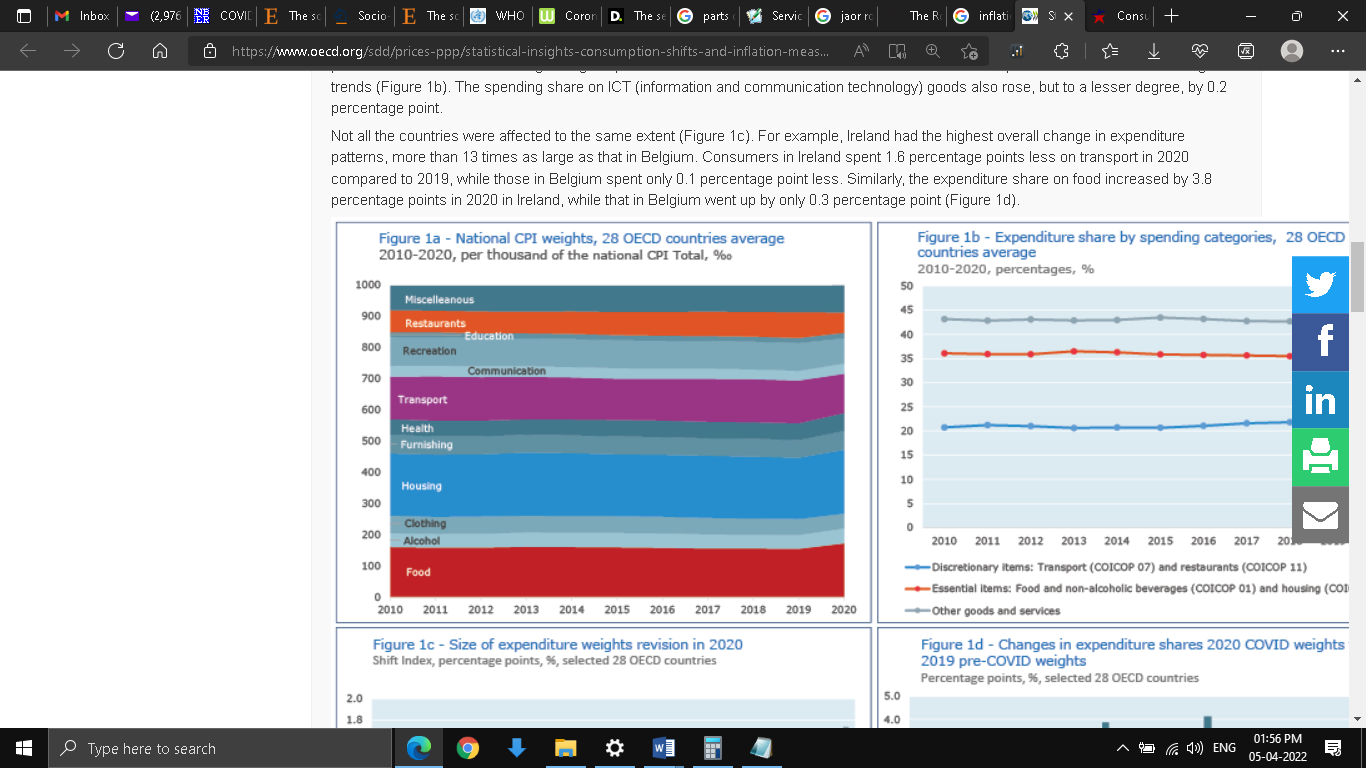 Inbox
(2,976
COVID
The sc
Socio-
The sc
WHO
Coron
The se
parts
Servic
jaor ro
The Ro
inflati
St
Consu
https://www.oecd.org/sdd/prices-ppp/statistical-insights-consumption-shifts-and-inflation-meas...
trends (Figure 1b). The spending share on ICT (information and communication technology) goods also rose, but to a lesser degree, by 0.2
percentage point.
Not all the countries were affected to the same extent (Figure 1c). For example, Ireland had the highest overall change in expenditure
patterns, more than 13 times as large as that in Belgium. Consumers in Ireland spent 1.6 percentage points less on transport in 2020
compared to 2019, while those in Belgium spent only 0.1 percentage point less. Similarly, the expenditure share on food increased by 3.8
percentage points in 2020 in Ireland, while that in Belgium went up by only 0.3 percentage point (Figure 1d).
Figure 1a - National CPI weights, 28 OECD countries average
2010-2020, per thousand of the national CPI Total, ‰
1000
900
800
700
600
500
400
300
200
100
0
Miscelleanous
Restaurants
Education
Recreation
Communication
Transport
Health
Furnishing
Housing
Clothing
Alcohol
Food
2010 2011 2012 2013 2014 2015 2016 2017 2018 2019 2020
Figure 1b - Expenditure share by spending categories, 28 OECD
countries average
2010-2020, percentages, %
50
45
40
35
30
25
20
15
10
5
0
2010 2011 2012 2013 2014 2015 2016 2017
Discretionary items: Transport (COICOP 07) and restaurants (COICOP 11)
Essential items: Food and non-alcoholic beverages (COICOP 01) and housing (COI
Other goods and services
Figure 1c - Size of expenditure weights revision in 2020
Shift Index, percentage points, %, selected 28 OECD countries
2.0
1.8
Figure 1d - Changes in expenditure shares 2020 COVID weights
2019 pre-COVID weights
Percentage points, %, selected 28 OECD countries
5.0
4.0
Type here to search
ENG
01:56 PM
05-04-2022